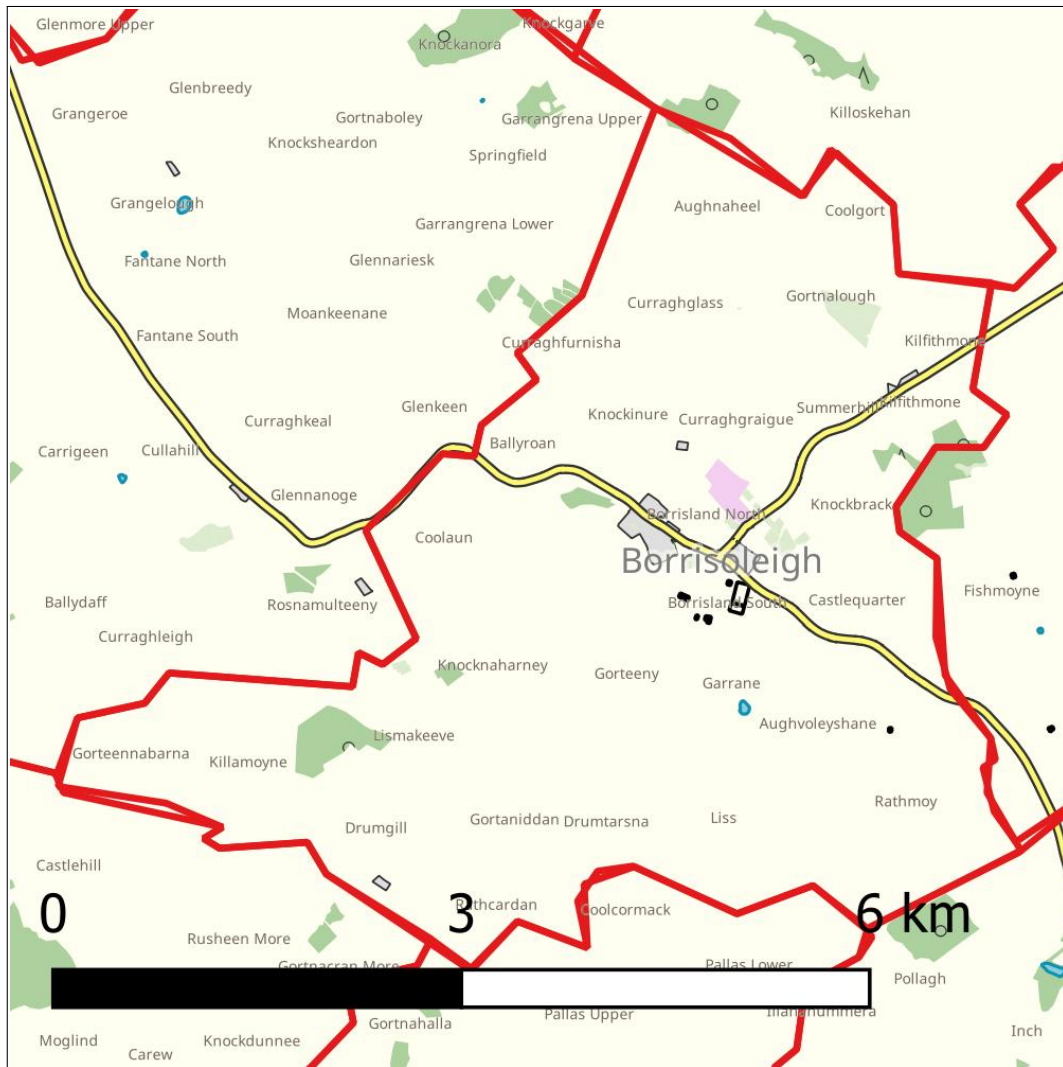 Glenmore Upper
Knockgarve
Knockanora
Glenbreedy
Grangeroe
Gortnaboley
Garrangrena Upper
Killoskehan
Knocksheardon
Springfield
Grangelough
Aughnaheel
Coolgort
Garrangrena Lower
Fantane North
Glennariesk
Moankeenane
Curraghglass
Gortnalough
Fantane South
Curraghfurnisha
Kilfithmone
Glenkeen
Curraghkeal
Knockinure
Curraghgraigue
Summerhill
Kilfithmone
Carrigeen
Cullahill
Ballyroan
Glennanoge
Borrisland North
Knockbrack
Coolaun
Borrisoleigh
Ballydaff
Rosnamulteeny
Borrisland South
Castlequarter
Fishmoyne
Curraghleigh
Knocknaharney
Gorteeny
Garrane
Aughvoleyshane
Lismakeeve
Gorteennabarna
Killamoyne
Rathmoy
Drumgill
Gortaniddan
Drumtarsna
Liss
Castlehill
Rathcardan
Coolcormack
0
3
6 km
Rusheen More
Gortnacran More
Pallas Lower
Pollagh
Gortnahalla
Pallas Upper
Illanahummera
Moglind
Carew
Knockdunnee
Inch